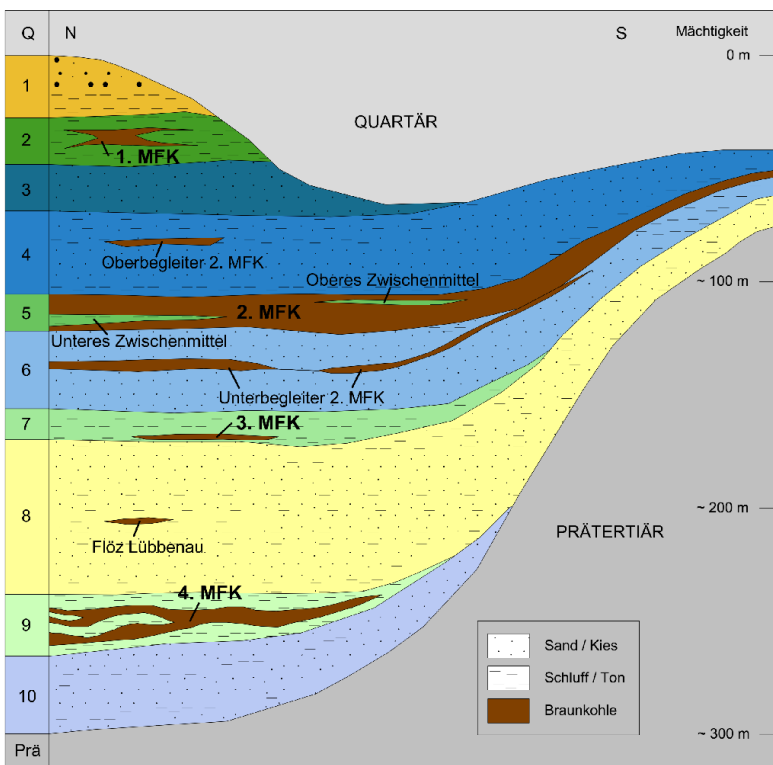 Q N S Mächtigkeit
0 m
1
QUARTÄR
2
1. MFK
3
4
Oberbegleiter 2. MFK
Oberes Zwischenmittel
~ 100 m
5
2. MFK
Unteres Zwischenmittel
6
Unterbegleiter 2. MFK
7
3. MFK
8
~ 200 m
Flöz Lübbenau
PRÄTERTIÄR
4. MFK
9
Sand / Kies
Schluff / Ton
10
Braunkohle
Prä
~ 300 m